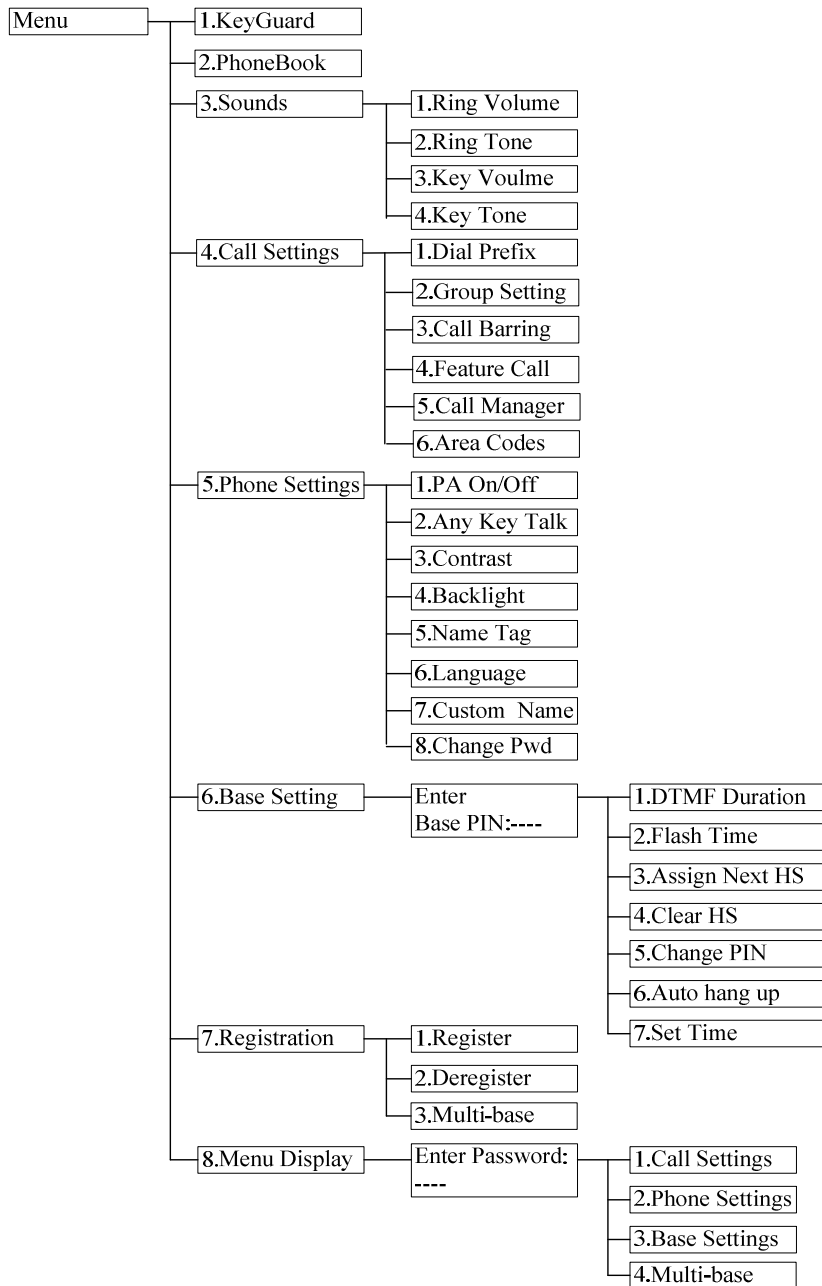 Menu
1.KeyGuard
2.PhoneBook
3.Sounds
1.Ring Volume
2.Ring Tone
3.Key Voulme
4.Key Tone
4.Call Settings
1.Dial Prefix
2.Group Setting
3.Call Barring
4.Feature Call
5.Call Manager
6.Area Codes
5.Phone Settings
1.PA On/Off
2.Any Key Talk
3.Contrast
4.Backlight
5.Name Tag
6.Language
7.Custom Name
8.Change Pwd
6.Base Setting
Enter
Base PIN:----
1.DTMF Duration
2.Flash Time
3.Assign Next HS
4.Clear HS
5.Change PIN
6.Auto hang up
7.Set Time
7.Registration
1.Register
2.Deregister
3.Multi-base
8.Menu Display
Enter Password:
----
1.Call Settings
2.Phone Settings
3.Base Settings
4.Multi-base